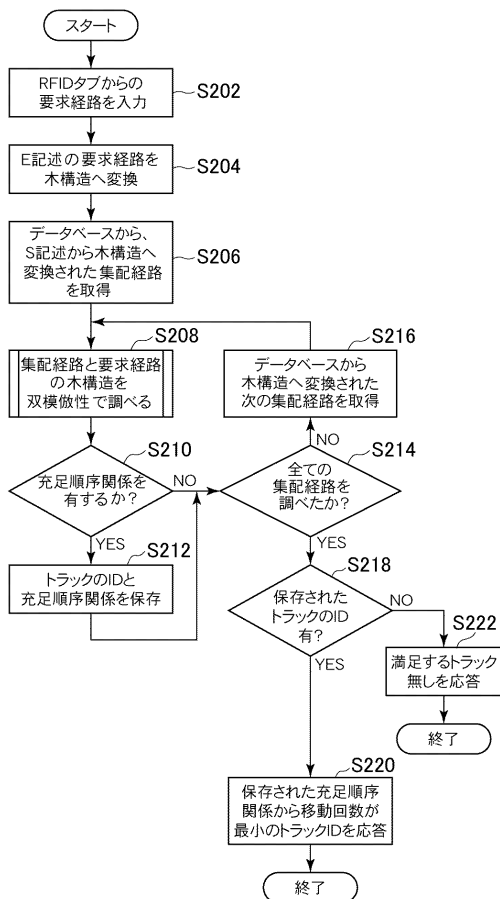 スタート
RFIDタブからの
要求経路を入力
S202
E記述の要求経路を
木構造へ変換
S204
データベースから、
S記述から木構造へ
変換された集配経路
を取得
S206
S208
集配経路と要求経路
の木構造を
双模倣性で調べる
S216
データベースから
木構造へ変換された
次の集配経路を取得
S210
充足順序関係を
有するか?
NO
YES
NO
S214
全ての
集配経路を
調べたか?
YES
S212
トラックのIDと
充足順序関係を保存
S218
保存された
トラックのID
有?
NO
YES
S222
満足するトラック
無しを応答
終了
S220
保存された充足順序
関係から移動回数が
最小のトラックIDを応答
終了